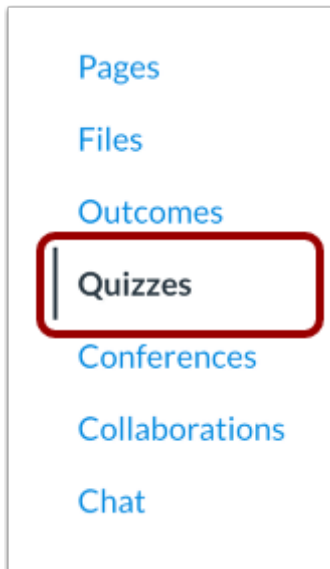 Pages
Files
Outcomes
Quizzes
Conferences
Collaborations
Chat